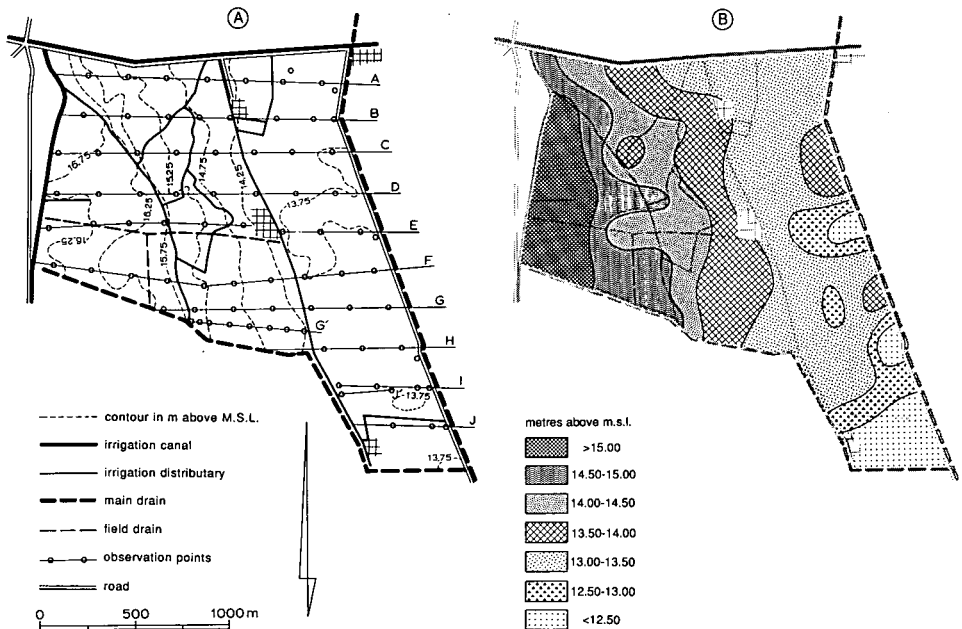 A
A
B
C
D
E
F
G
G'
H
I
J
16.75
16.25
15.25
14.75
14.25
13.75
16.25
15.75
13.75
13.75
contour in m above M.S.L.
irrigation canal
irrigation distributary
main drain
field drain
observation points
road
0 500 1000 m
B
metres above m.s.l.
>15.00
14.50-15.00
14.00-14.50
13.50-14.00
13.00-13.50
12.50-13.00
<12.50